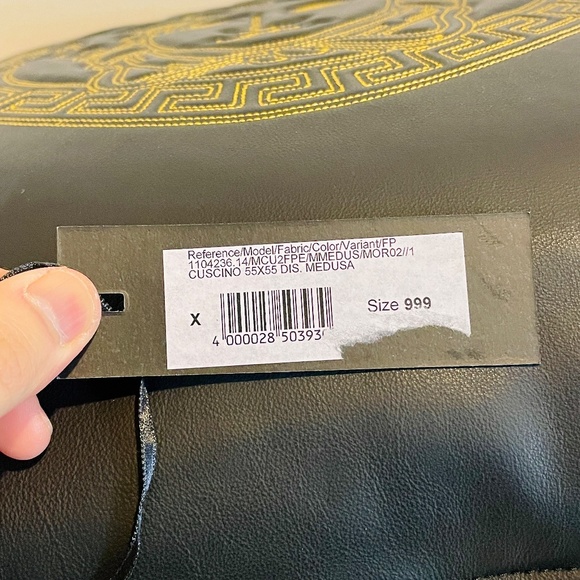 Reference/Model/Fabric/Color/Variant/FP
1104236.14/MCU2FPE/MMEDUS/MOR02//1
CUSCINO 55X55 DIS. MEDUSA
X
Size 999
4 000028 50393